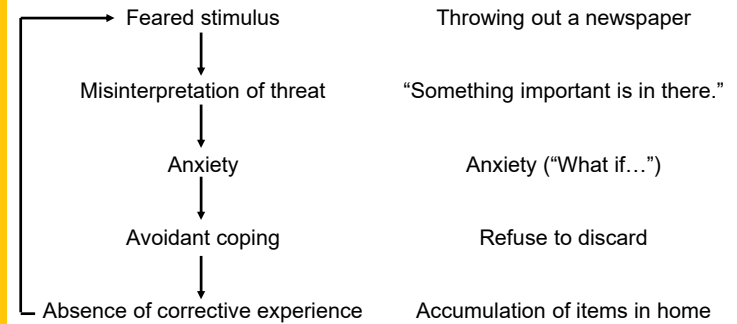 Feared stimulus Throwing out a newspaper
Misinterpretation of threat “Something important is in there.”
Anxiety Anxiety (“What if…”)
Avoidant coping Refuse to discard
Absence of corrective experience Accumulation of items in home